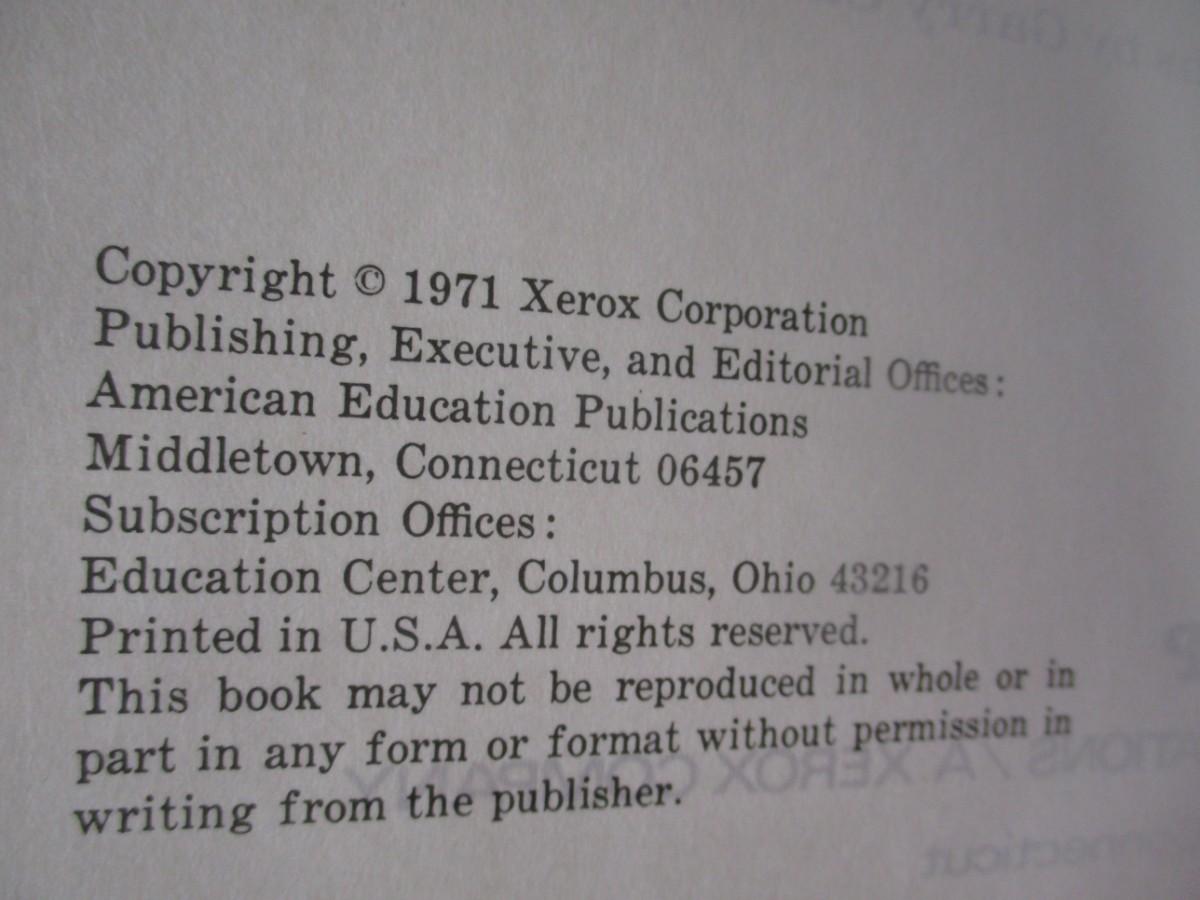 Copyright © 1971 Xerox Corporation
Publishing, Executive, and Editorial Offices:
American Education Publications
Middletown, Connecticut 06457
Subscription Offices:
Education Center, Columbus, Ohio 43216
Printed in U.S.A. All rights reserved.
This book may not be reproduced in whole or in
part in any form or format without permission in
writing from the publisher.